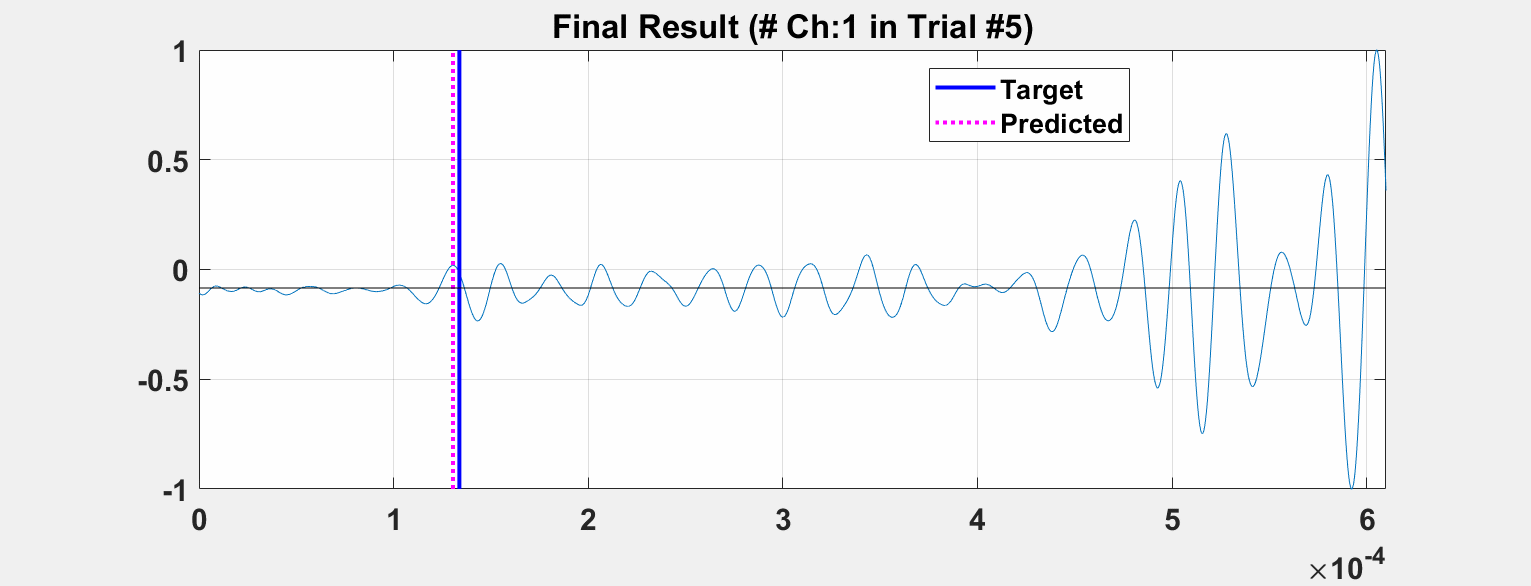 Final Result (# Ch:1 in Trial #5)
Target
Predicted
1
0.5
0
-0.5
-1
0 1 2 3 4 5 6
×10-4